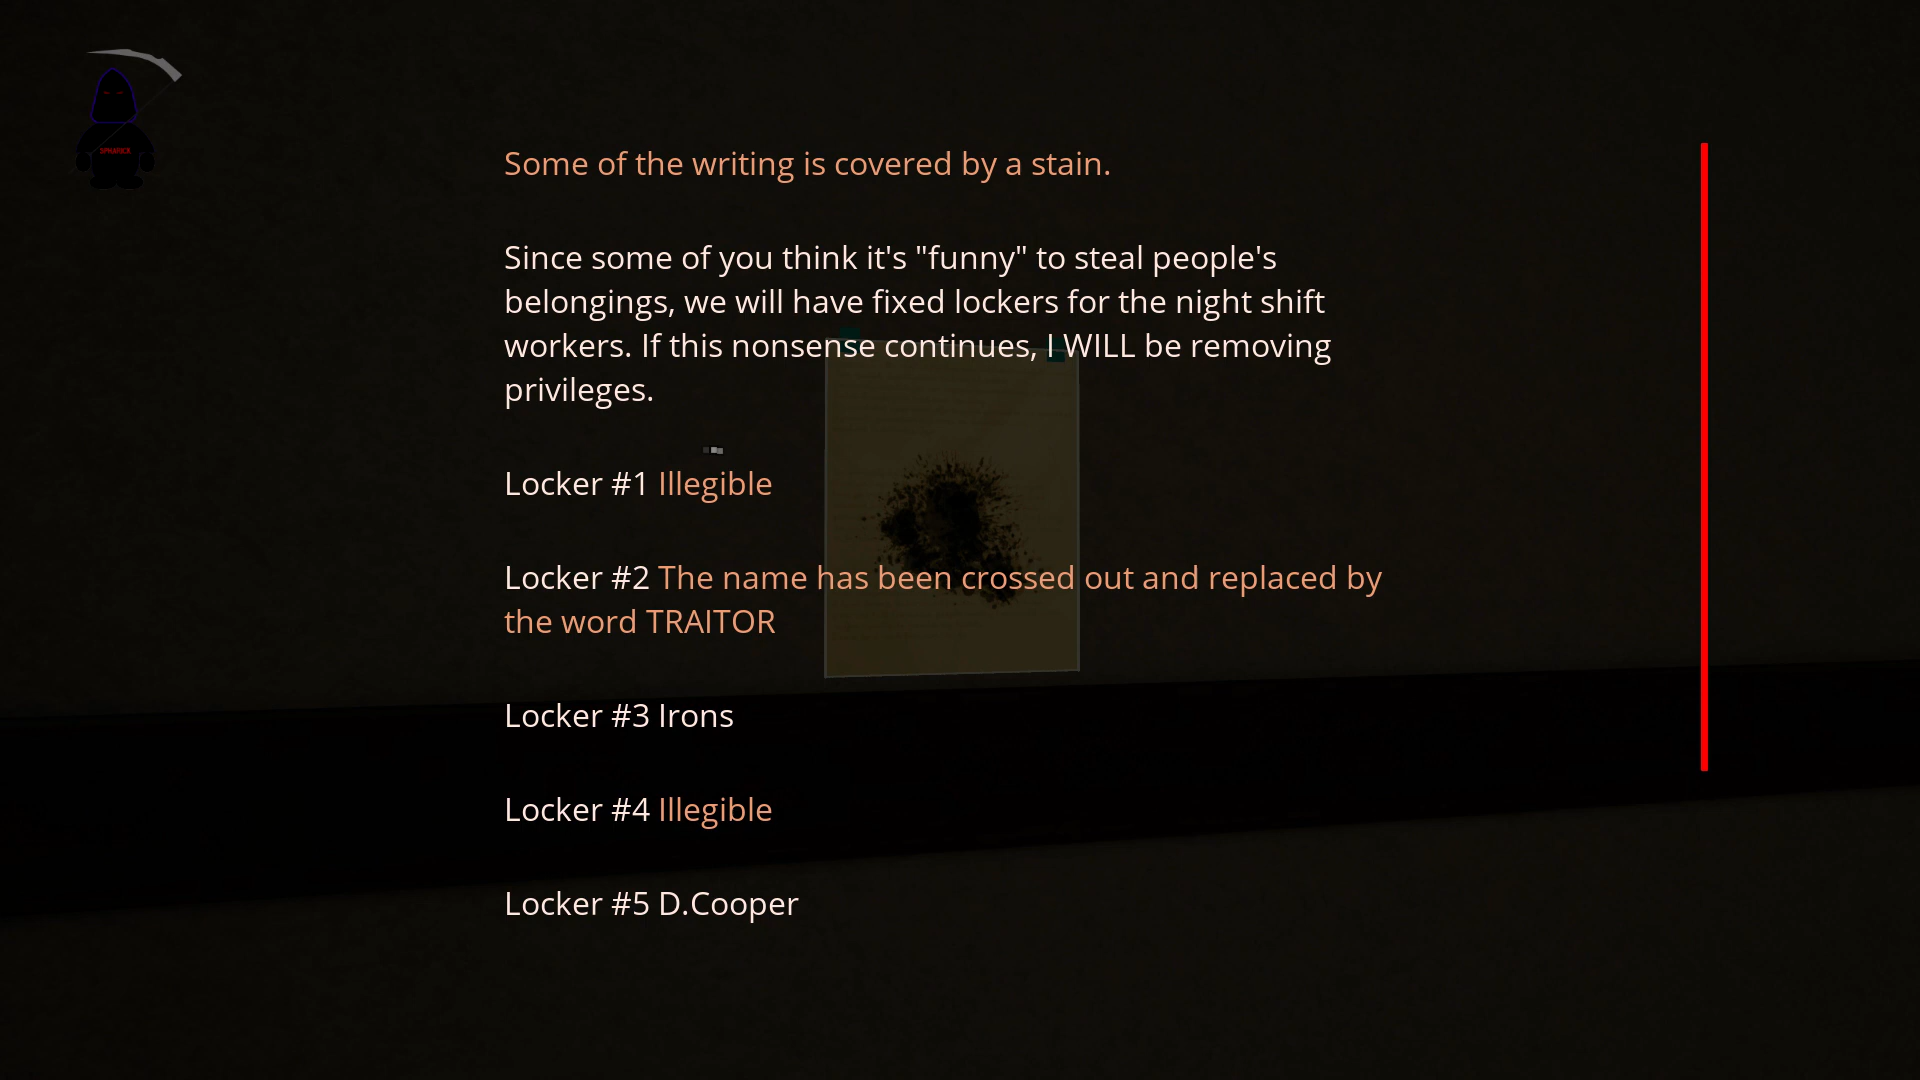 Some of the writing is covered by a stain.
Since some of you think it's "funny" to steal people's
belongings, we will have fixed lockers for the night shift
workers. If this nonsense continues, I WILL be removing
privileges.
Locker #1 Illegible
Locker #2 The name has been crossed out and replaced by
the word TRAITOR
Locker #3 Irons
Locker #4 Illegible
Locker #5 D.Cooper